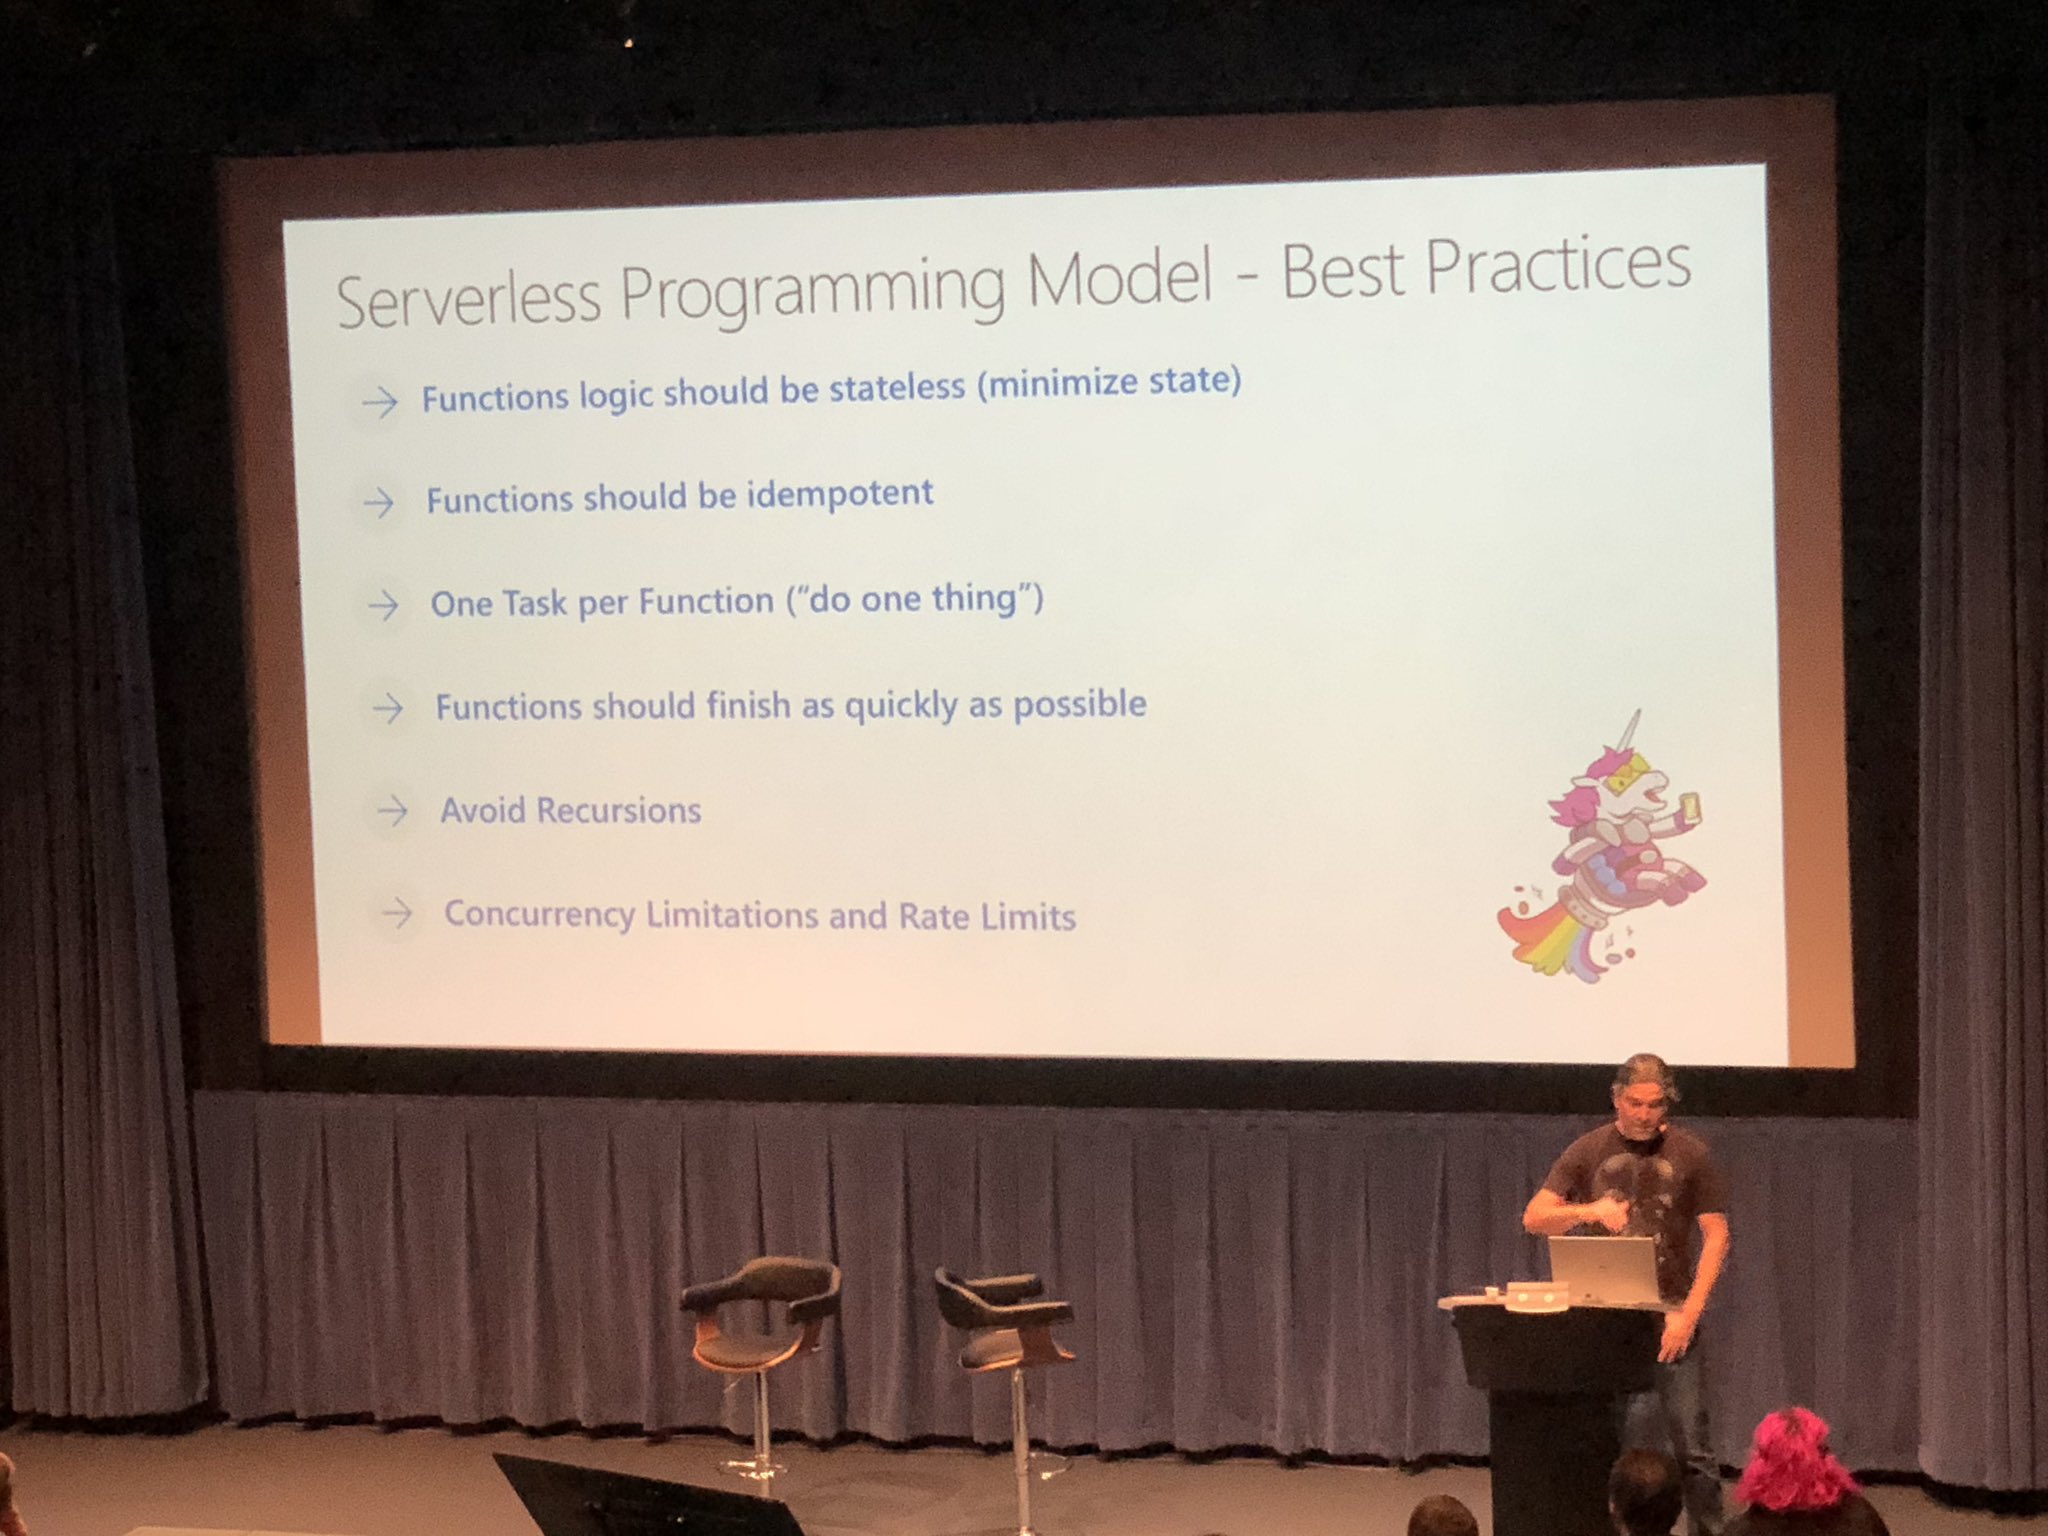 Serverless Programming Model - Best Practices
→ Functions logic should be stateless (minimize state)
→ Functions should be idempotent
→ One Task per Function (“do one thing”)
→ Functions should finish as quickly as possible
→ Avoid Recursions
→ Concurrency Limitations and Rate Limits